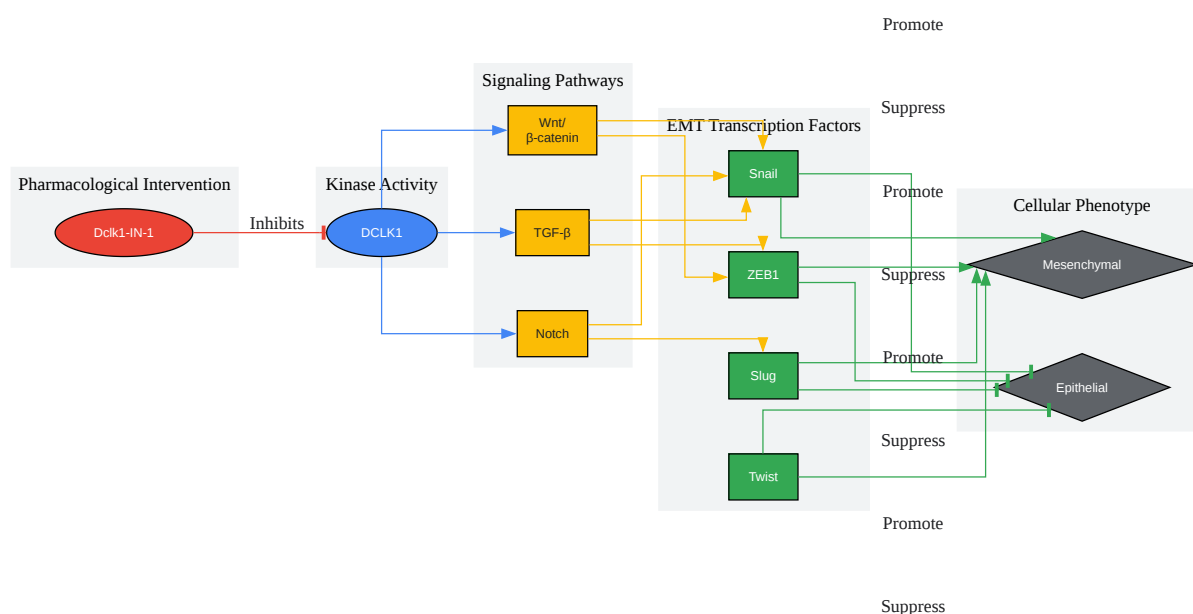 Promote
Signaling Pathways
Suppress
Wnt/
β-catenin
EMT Transcription Factors
Snail
Pharmacological Intervention
Kinase Activity
Promote
Cellular Phenotype
Dclk1-IN-1
Inhibits
DCLK1
TGF-β
Mesenchymal
ZEB1
Suppress
Notch
Promote
Slug
Epithelial
Suppress
Twist
Promote
Suppress